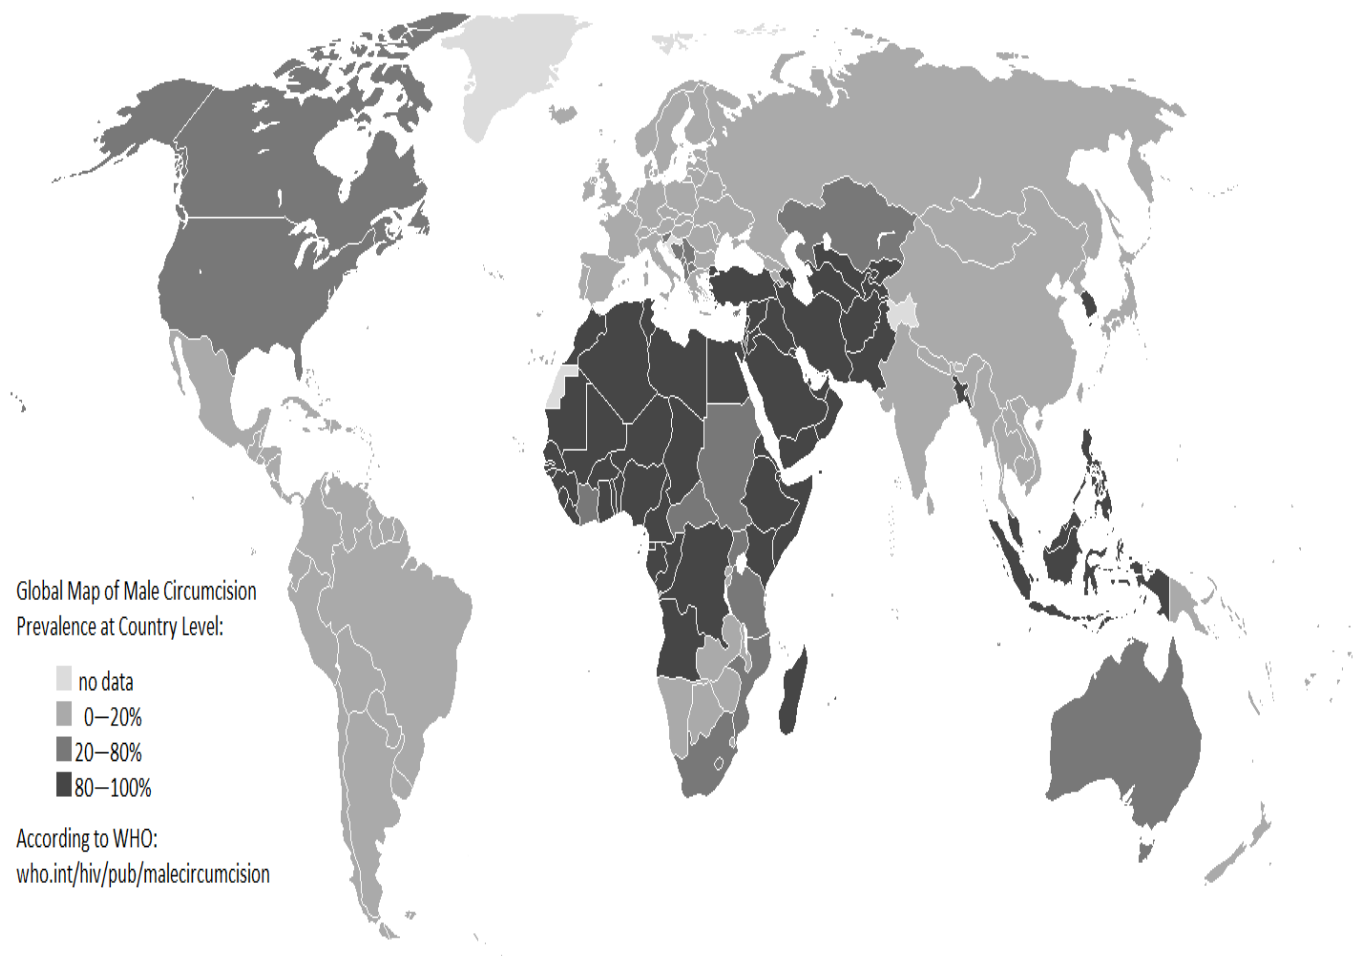 Global Map of Male Circumcision
Prevalence at Country Level:
no data
0—20%
20—80%
80—100%
According to WHO:
who.int/hiv/pub/malecircumcision